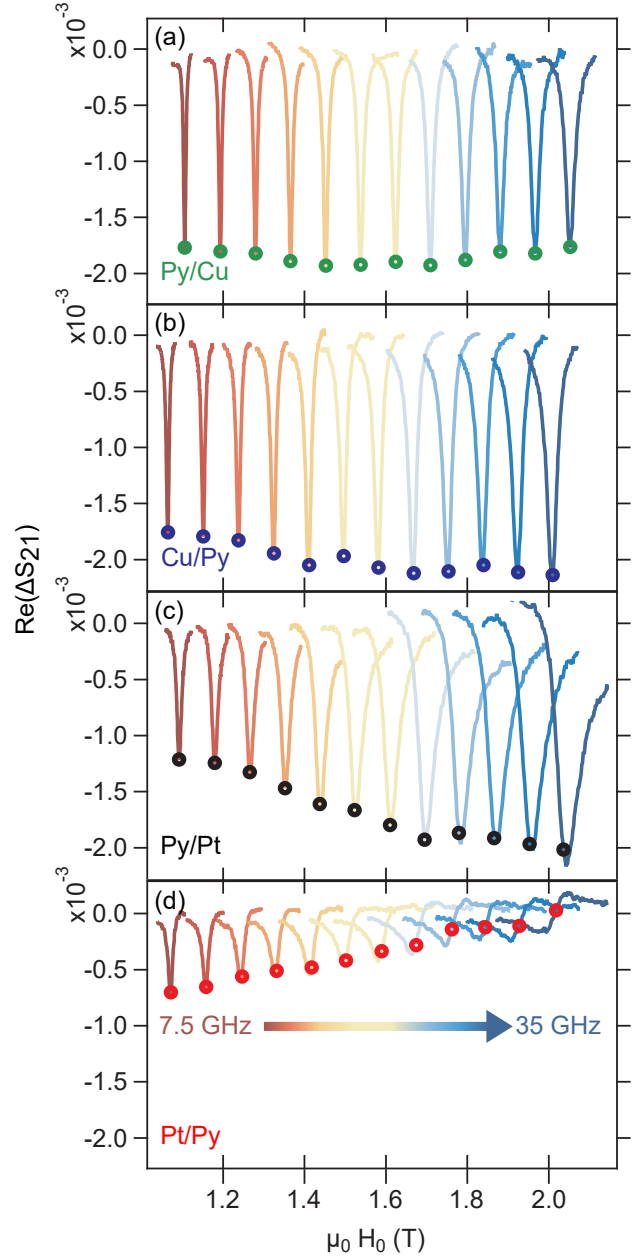 x10⁻³
(a)
0.0
-0.5
-1.0
-1.5
-2.0
Py/Cu
x10⁻³
(b)
0.0
-0.5
-1.0
-1.5
-2.0
Cu/Py
Re(ΔS₂₁)
x10⁻³
(c)
0.0
-0.5
-1.0
-1.5
-2.0
Py/Pt
x10⁻³
(d)
0.0
-0.5
-1.0
-1.5
-2.0
7.5 GHz 35 GHz
Pt/Py
1.2 1.4 1.6 1.8 2.0
μ₀ H₀ (T)